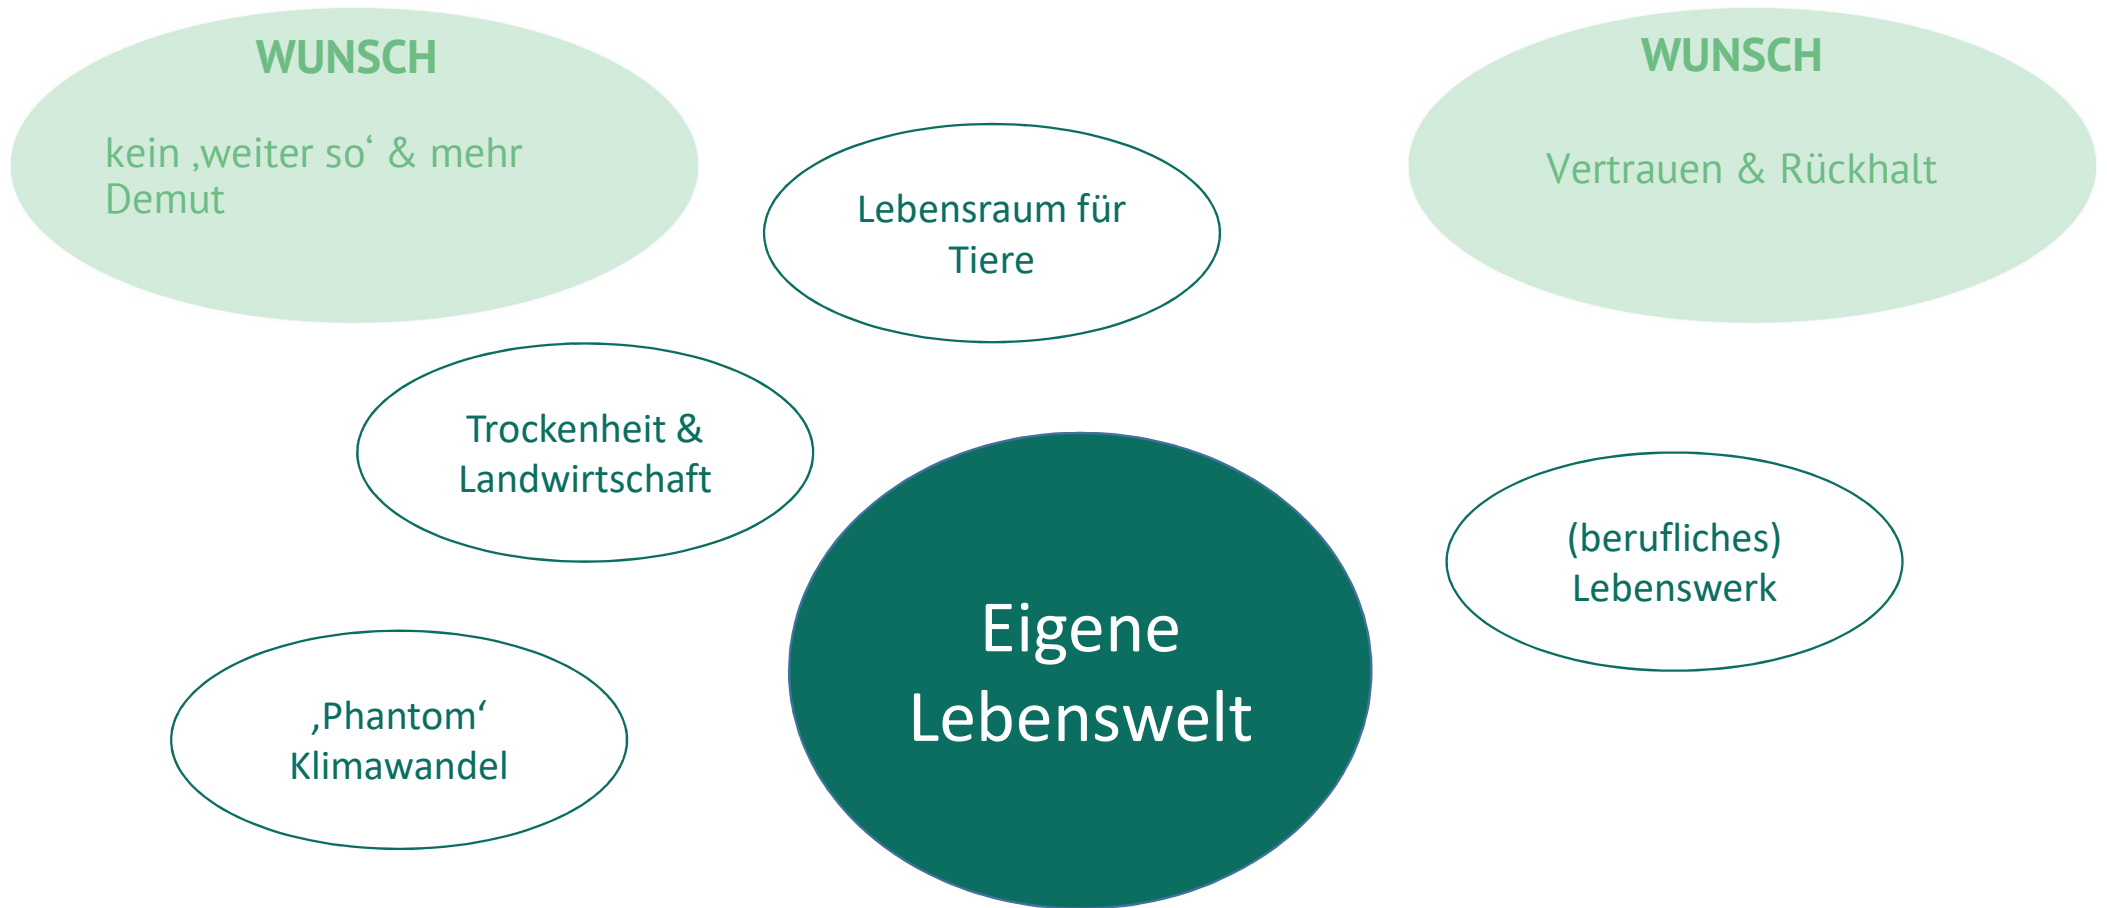 WUNSCH
kein ‚weiter so‘ & mehr
Demut
WUNSCH
Vertrauen & Rückhalt
Lebensraum für
Tiere
Trockenheit &
Landwirtschaft
(berufliches)
Lebenswerk
Eigene
Lebenswelt
‚Phantom‘
Klimawandel